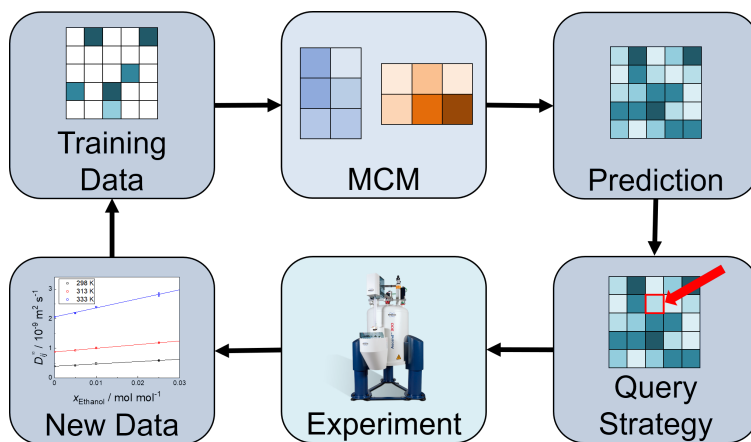 Training
Data
MCM
Prediction
298 K
313 K
333 K
3
2
1
0
0.00
0.01
0.02
0.03
D∞ij / 10⁻⁹ m² s⁻¹
xEthanol / mol mol⁻¹
New Data
Experiment
Query
Strategy